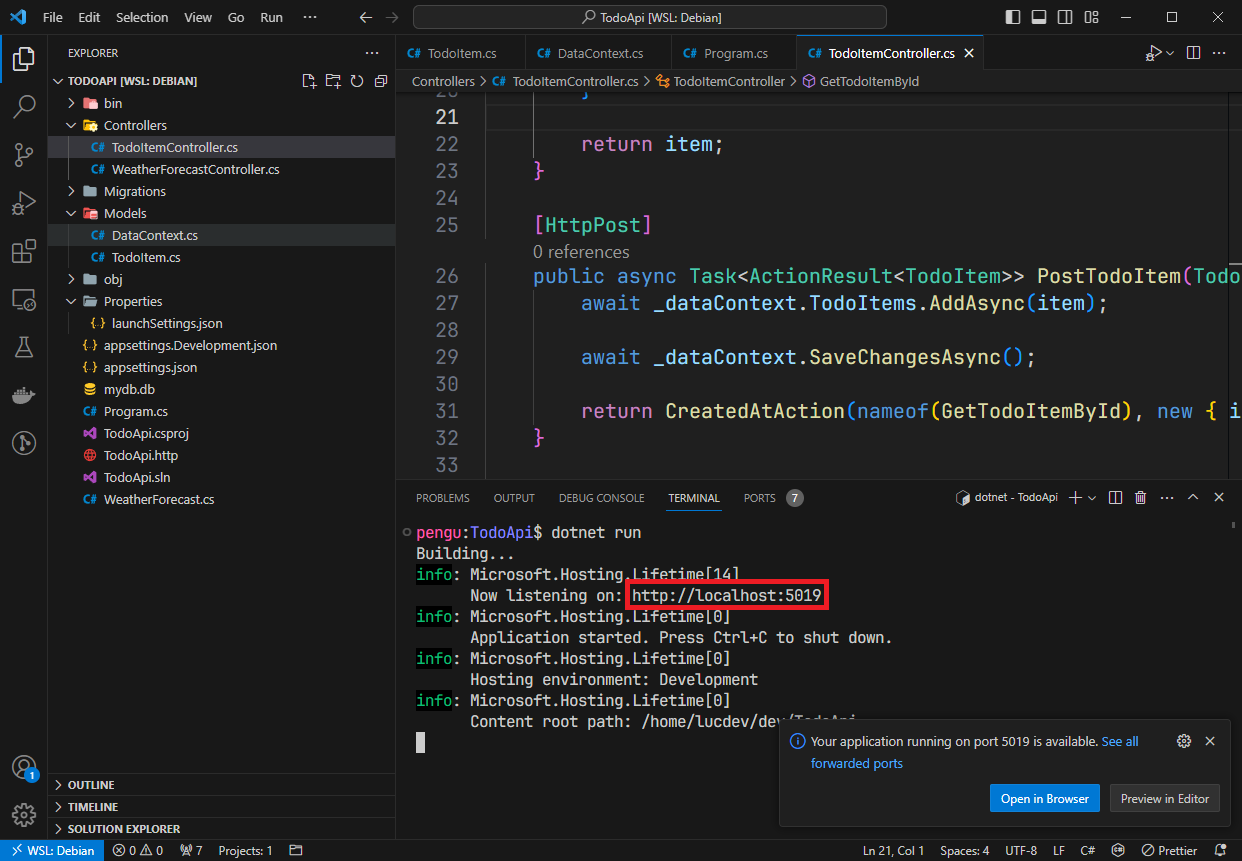 File Edit Selection View Go Run ··· TodoApi [WSL: Debian]
EXPLORER
TODOAPI [WSL: DEBIAN]
bin
Controllers
C# TodoItemController.cs
C# WeatherForecastController.cs
Migrations
Models
C# DataContext.cs
C# TodoItem.cs
obj
Properties
{} launchSettings.json
{} appsettings.Development.json
{} appsettings.json
mydb.db
C# Program.cs
TodoApi.csproj
TodoApi.http
TodoApi.sln
C# WeatherForecast.cs
OUTLINE
TIMELINE
SOLUTION EXPLORER
1
C# TodoItem.cs C# DataContext.cs C# Program.cs C# TodoItemController.cs
Controllers > C# TodoItemController.cs > TodoItemController > GetTodoItemById
20 }
21
22 return item;
23 }
24
25 [HttpPost]
0 references
26 public async Task<ActionResult<TodoItem>> PostTodoItem(Todo
27 await _dataContext.TodoItems.AddAsync(item);
28
29 await _dataContext.SaveChangesAsync();
30
31 return CreatedAtAction(nameof(GetTodoItemById), new { i
32 }
33
PROBLEMS OUTPUT DEBUG CONSOLE TERMINAL PORTS 7 dotnet - TodoApi
pengu:TodoApi$ dotnet run
Building...
info: Microsoft.Hosting.Lifetime[14]
Now listening on: http://localhost:5019
info: Microsoft.Hosting.Lifetime[0]
Application started. Press Ctrl+C to shut down.
info: Microsoft.Hosting.Lifetime[0]
Hosting environment: Development
info: Microsoft.Hosting.Lifetime[0]
Content root path: /home/lucdev/dev/TodoApi
Your application running on port 5019 is available. See all
forwarded ports
Open in Browser Preview in Editor
WSL: Debian 0 0 7 Projects: 1 Ln 21, Col 1 Spaces: 4 UTF-8 LF C# Prettier